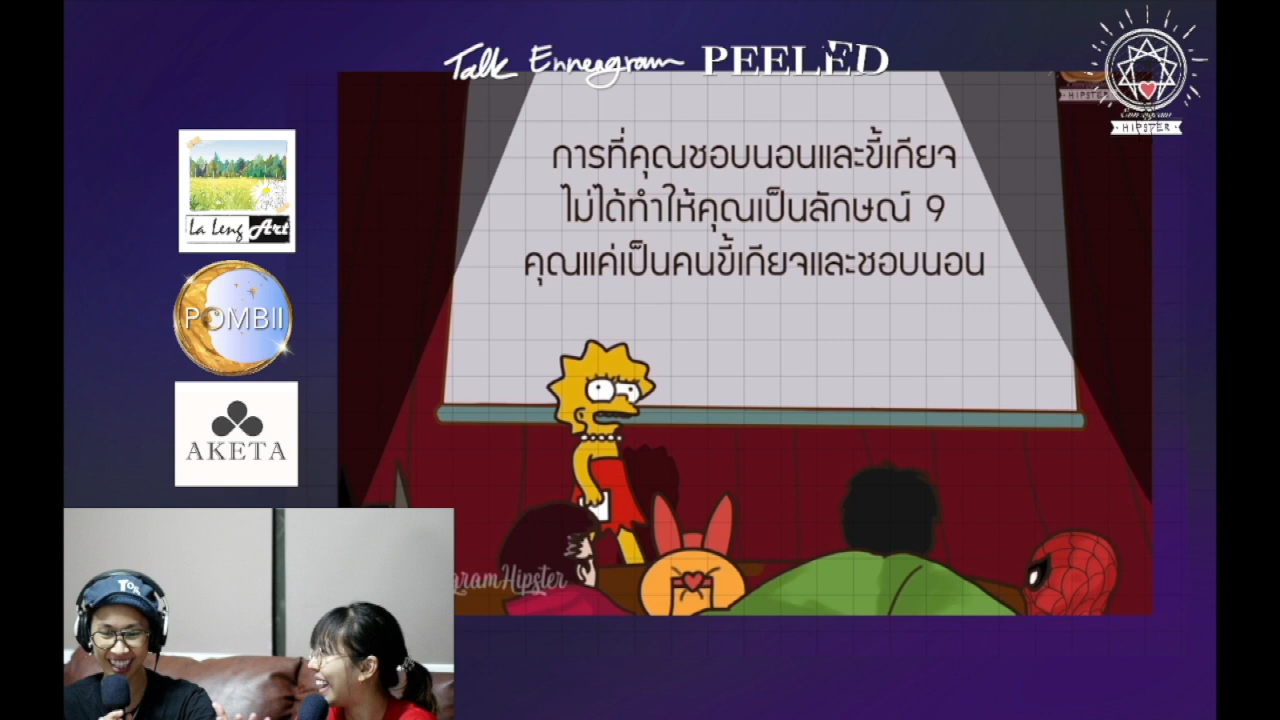 Talk Enneagram PEELED
HIPSTER
Enneagram
HIPSTER
La Leng Art
POMBII
AKETA
การที่คุณชอบนอนและขี้เกียจ
ไม่ได้ทำให้คุณเป็นลักษณ์ 9
คุณแค่เป็นคนขี้เกียจและชอบนอน
gramHipster